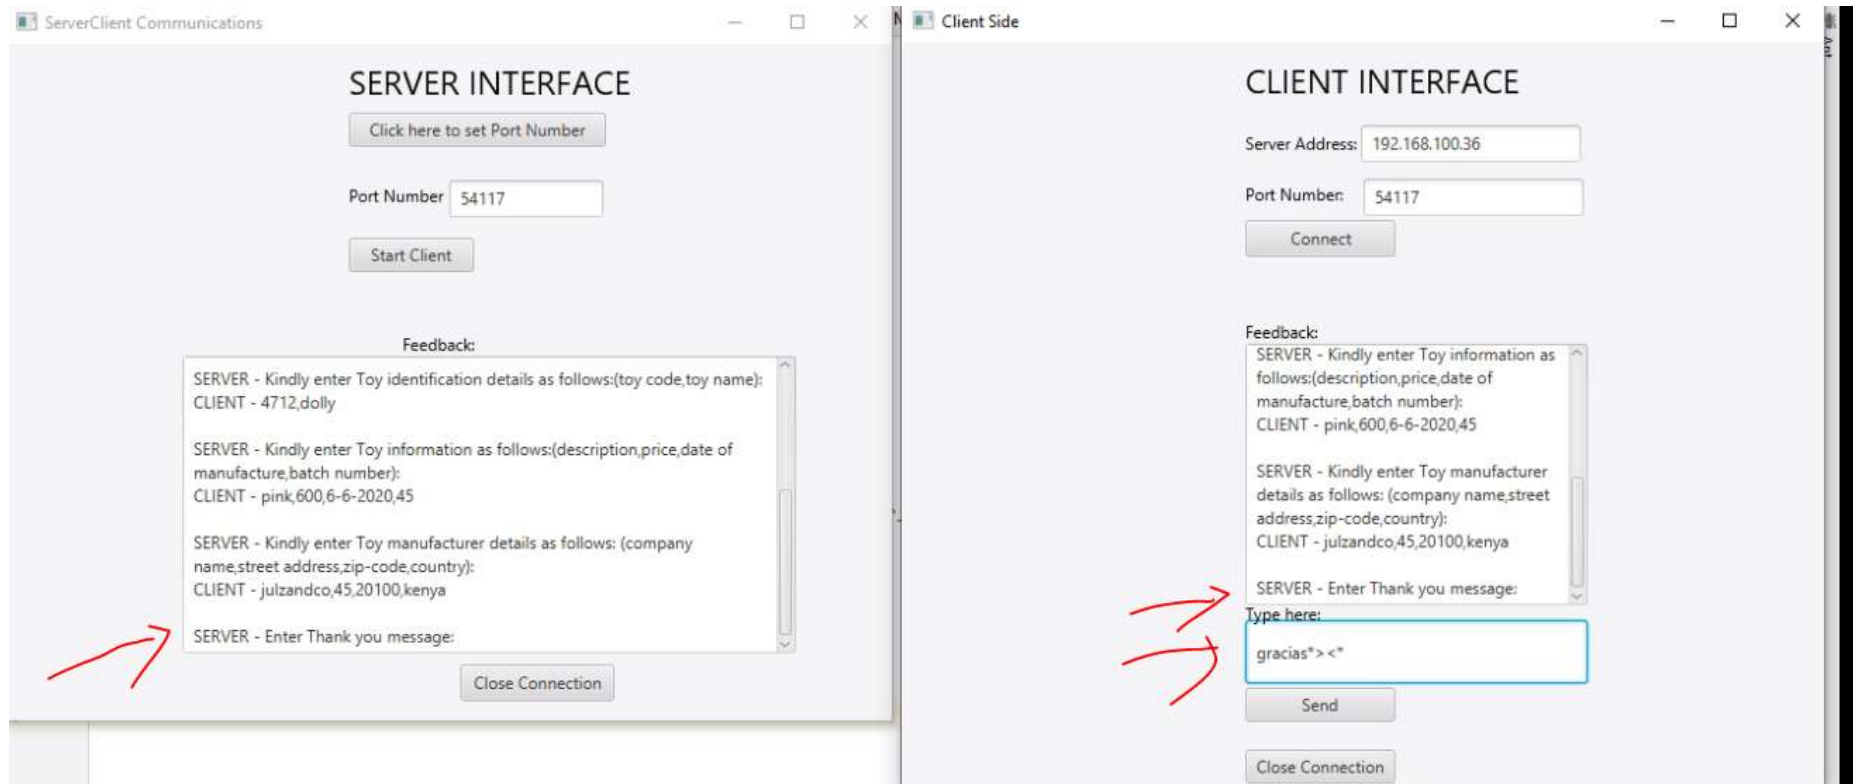 ServerClient Communications
SERVER INTERFACE
Click here to set Port Number
Port Number 54117
Start Client
Feedback:
SERVER - Kindly enter Toy identification details as follows:(toy code,toy name):
CLIENT - 4712,dolly
SERVER - Kindly enter Toy information as follows:(description,price,date of
manufacture,batch number):
CLIENT - pink,600,6-6-2020,45
SERVER - Kindly enter Toy manufacturer details as follows: (company
name,street address,zip-code,country):
CLIENT - julzandco,45,20100,kenya
SERVER - Enter Thank you message:
Close Connection
Client Side
CLIENT INTERFACE
Server Address: 192.168.100.36
Port Number: 54117
Connect
Feedback:
SERVER - Kindly enter Toy information as
follows:(description,price,date of
manufacture,batch number):
CLIENT - pink,600,6-6-2020,45
SERVER - Kindly enter Toy manufacturer
details as follows: (company name,street
address,zip-code,country):
CLIENT - julzandco,45,20100,kenya
SERVER - Enter Thank you message:
Type here:
gracias*><*
Send
Close Connection